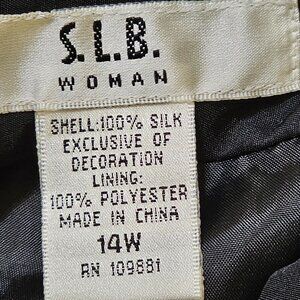 S.L.B.
WOMAN
SHELL:100% SILK
EXCLUSIVE OF
DECORATION
LINING:
100% POLYESTER
MADE IN CHINA
14W
RN 109881